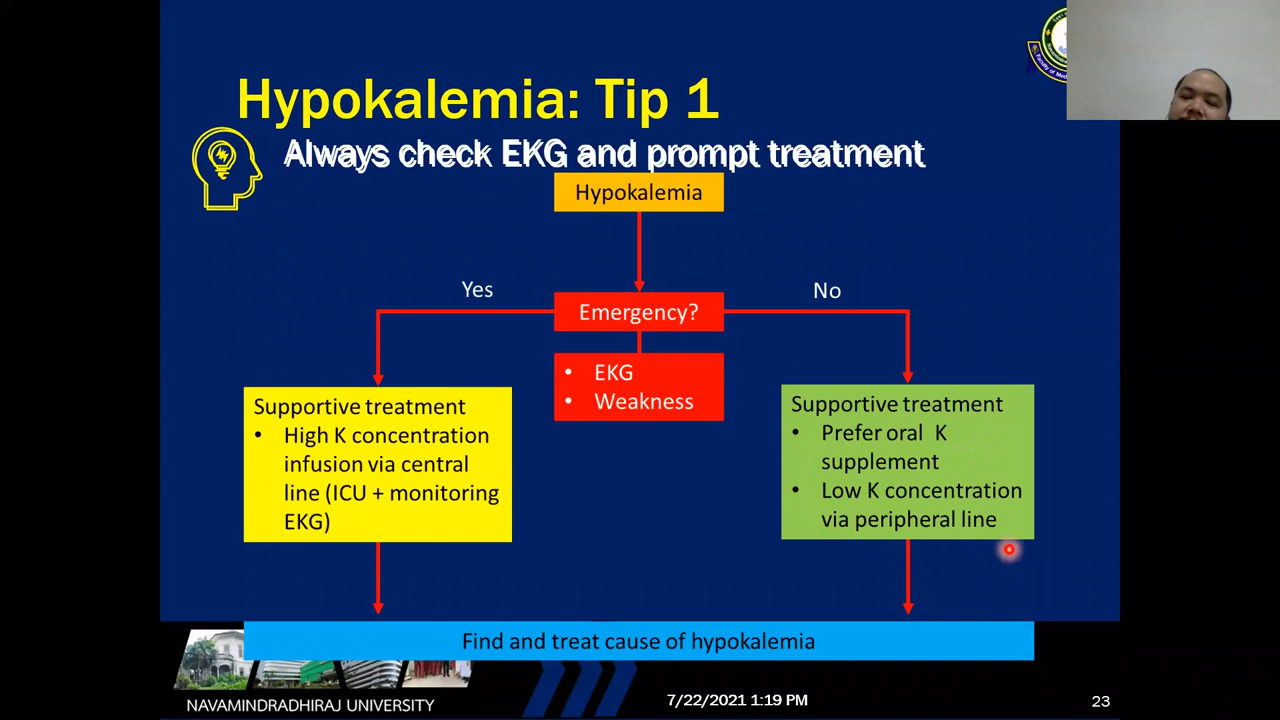 Hypokalemia: Tip 1
Always check EKG and prompt treatment
Hypokalemia
Yes
No
Emergency?
• EKG
• Weakness
Supportive treatment
• High K concentration
infusion via central
line (ICU + monitoring
EKG)
Supportive treatment
• Prefer oral K
supplement
• Low K concentration
via peripheral line
Find and treat cause of hypokalemia
NAVAMINDRADHIRAJ UNIVERSITY
7/22/2021 1:19 PM
23